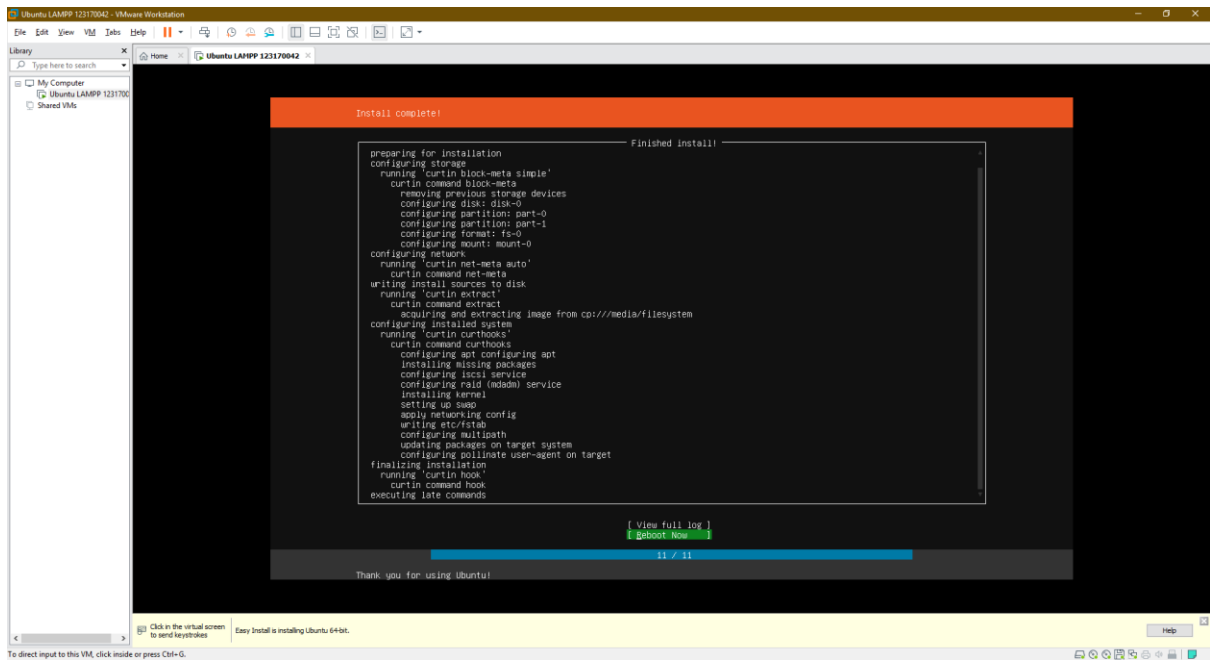 Ubuntu LAMPP 123170042 - VMware Workstation
File Edit View VM Tabs Help
Library
Type here to search
My Computer
Ubuntu LAMPP 1231700
Shared VMs
Home
Ubuntu LAMPP 123170042
Install complete!
Finished install!
preparing for installation
configuring storage
running 'curtin block-meta simple'
curtin command block-meta
removing previous storage devices
configuring disk: disk-0
configuring partition: part-0
configuring partition: part-1
configuring format: fs-0
configuring mount: mount-0
configuring network
running 'curtin net-meta auto'
curtin command net-meta
writing install sources to disk
running 'curtin extract'
curtin command extract
acquiring and extracting image from cp:///media/filesystem
configuring installed system
running 'curtin curthooks'
curtin command curthooks
configuring apt configuring apt
installing missing packages
configuring iscsi service
configuring raid (mdadm) service
installing kernel
setting up swap
apply networking config
writing etc/fstab
configuring multipath
updating packages on target system
configuring pollinate user-agent on target
finalizing installation
running 'curtin hook'
curtin command hook
executing late commands
[ View full log ]
[ Reboot Now ]
11 / 11
Thank you for using Ubuntu!
Click in the virtual screen
to send keystrokes
Easy Install is installing Ubuntu 64-bit.
Help
To direct input to this VM, click inside or press Ctrl+G.